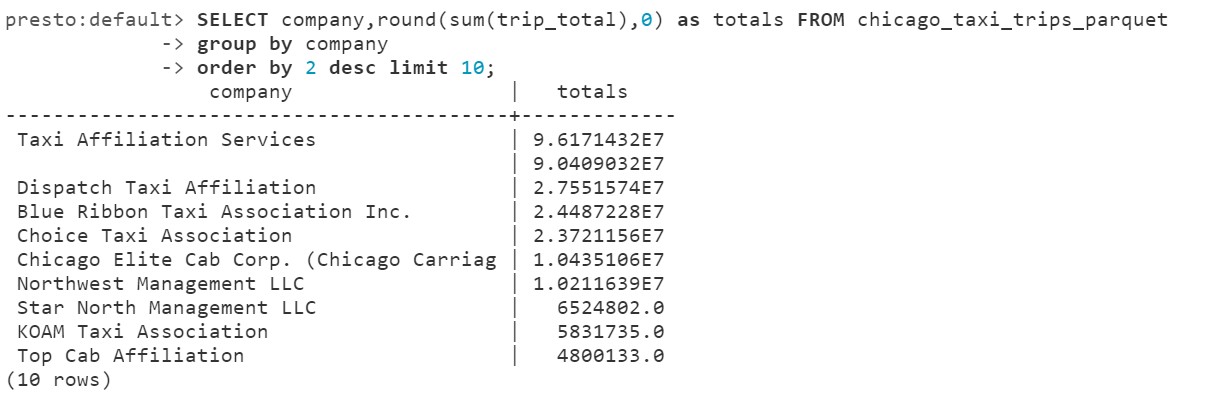 presto:default> SELECT company,round(sum(trip_total),0) as totals FROM chicago_taxi_trips_parquet
             -> group by company
             -> order by 2 desc limit 10;
                 company                  |   totals
------------------------------------------+-------------
 Taxi Affiliation Services                | 9.6171432E7
                                          | 9.0409032E7
 Dispatch Taxi Affiliation                | 2.7551574E7
 Blue Ribbon Taxi Association Inc.        | 2.4487228E7
 Choice Taxi Association                  | 2.3721156E7
 Chicago Elite Cab Corp. (Chicago Carriag | 1.0435106E7
 Northwest Management LLC                 | 1.0211639E7
 Star North Management LLC                |   6524802.0
 KOAM Taxi Association                    |   5831735.0
 Top Cab Affiliation                      |   4800133.0
(10 rows)